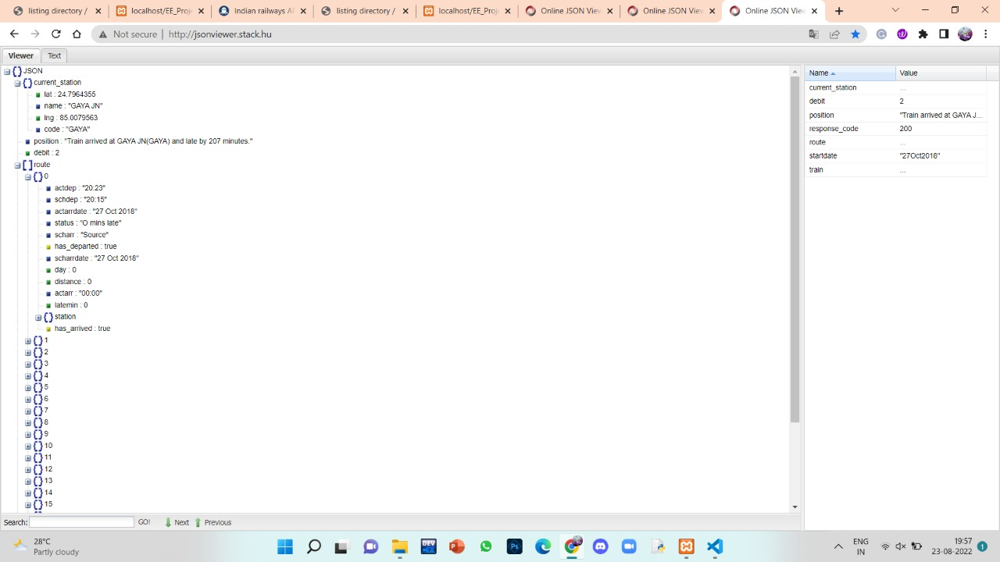 listing directory /
localhost/EE_Proje
Indian railways AP
listing directory /
localhost/EE_Proje
Online JSON View
Online JSON View
Online JSON View
Not secure | http://jsonviewer.stack.hu
Viewer Text
JSON
current_station
lat : 24.7964355
name : "GAYA JN"
lng : 85.0079563
code : "GAYA"
position : "Train arrived at GAYA JN(GAYA) and late by 207 minutes."
debit : 2
route
0
actdep : "20:23"
schdep : "20:15"
actarrdate : "27 Oct 2018"
status : "O mins late"
scharr : "Source"
has_departed : true
scharrdate : "27 Oct 2018"
day : 0
distance : 0
actarr : "00:00"
latemin : 0
station
has_arrived : true
1
2
3
4
5
6
7
8
9
10
11
12
13
14
15
Name Value
current_station ...
debit 2
position "Train arrived at GAYA J...
response_code 200
route ...
startdate "27Oct2018"
train ...
Search: GO! Next Previous
28°C
Partly cloudy
DEV
Ps
ENG
IN
19:57
23-08-2022
1